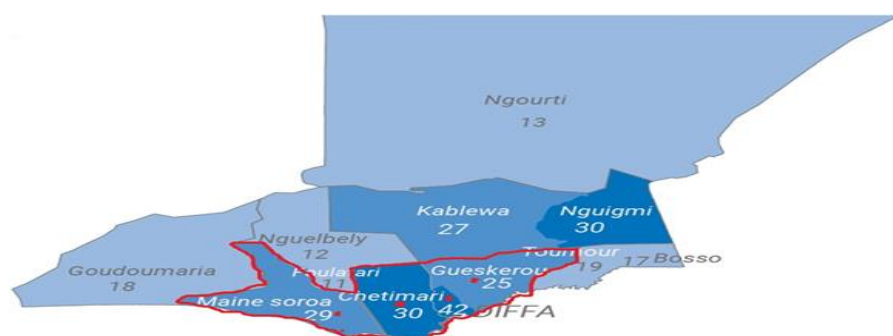 Ngourti
13
Kablewa
27
Nguigmi
30
Nguelbely
12
Goudoumaria
18
Foulatari
11
Toumour
19
17 Bosso
Gueskerou
25
Chetimari
30
Maine soroa
29
42 DIFFA